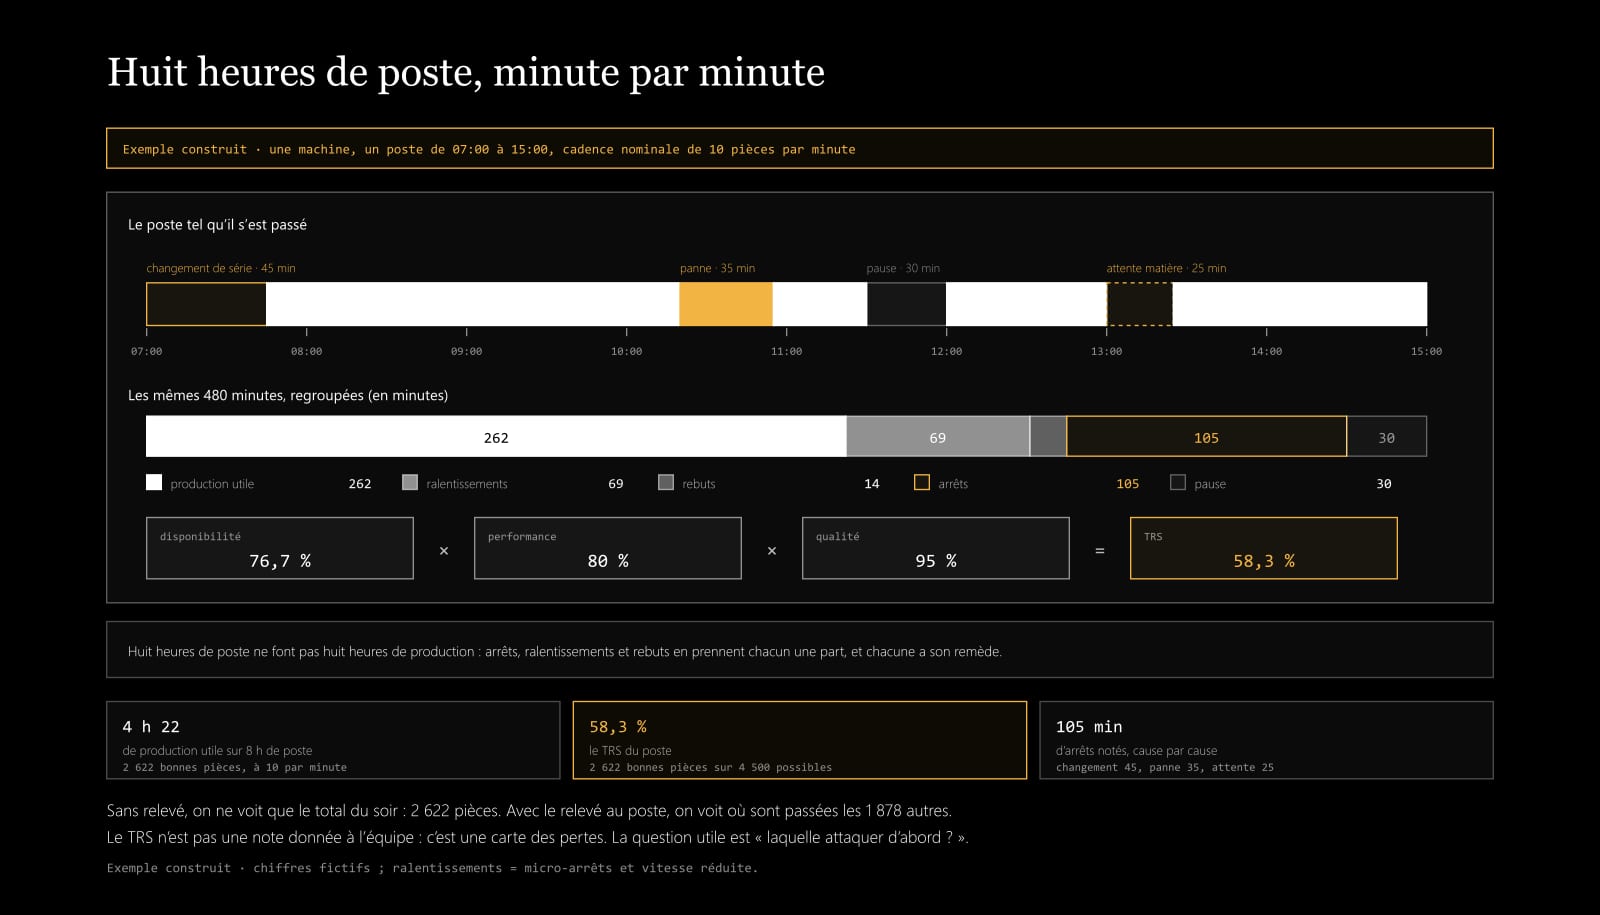 Huit heures de poste, minute par minute
Exemple construit · une machine, un poste de 07:00 à 15:00, cadence nominale de 10 pièces par minute
Le poste tel qu’il s’est passé
changement de série · 45 min
panne · 35 min
pause · 30 min
attente matière · 25 min
07:00
08:00
09:00
10:00
11:00
12:00
13:00
14:00
15:00
Les mêmes 480 minutes, regroupées (en minutes)
262
69
105
30
production utile 262
ralentissements 69
rebuts 14
arrêts 105
pause 30
disponibilité
76,7 %
×
performance
80 %
×
qualité
95 %
=
TRS
58,3 %
Huit heures de poste ne font pas huit heures de production : arrêts, ralentissements et rebuts en prennent chacun une part, et chacune a son remède.
4 h 22
de production utile sur 8 h de poste
2 622 bonnes pièces, à 10 par minute
58,3 %
le TRS du poste
2 622 bonnes pièces sur 4 500 possibles
105 min
d’arrêts notés, cause par cause
changement 45, panne 35, attente 25
Sans relevé, on ne voit que le total du soir : 2 622 pièces. Avec le relevé au poste, on voit où sont passées les 1 878 autres.
Le TRS n’est pas une note donnée à l’équipe : c’est une carte des pertes. La question utile est « laquelle attaquer d’abord ? ».
Exemple construit · chiffres fictifs ; ralentissements = micro-arrêts et vitesse réduite.